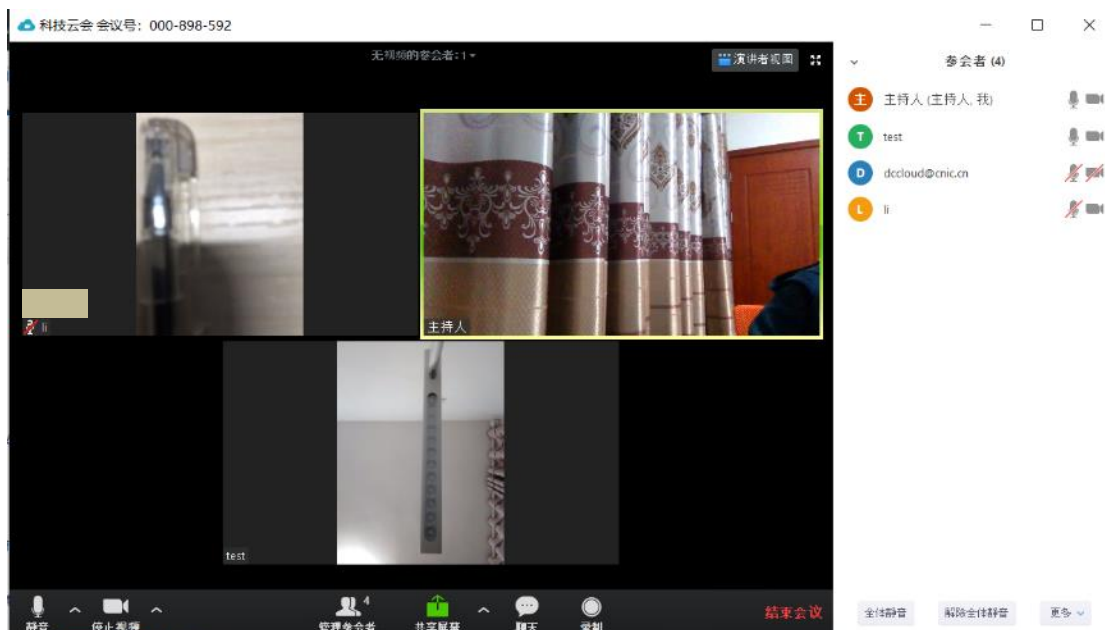 科技云会 会议号：000-898-592
无视频的参会者：1
演讲者视图
li
主持人
test
静音
停止视频
管理参会者
4
共享屏幕
聊天
录制
结束会议
参会者 (4)
主 主持人 (主持人, 我)
T test
D dccloud@cnic.cn
L li
全体静音
解除全体静音
更多